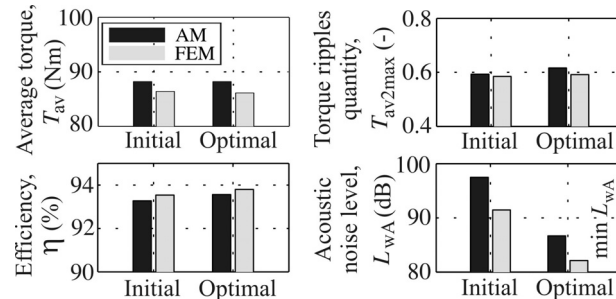 Average torque,
T_av (Nm)
100
90
80
AM
FEM
Initial
Optimal
Torque ripples
quantity,
T_av2max (-)
0.8
0.6
0.4
Initial
Optimal
Efficiency,
η (%)
94
92
90
Initial
Optimal
Acoustic
noise level,
L_wA (dB)
100
90
80
Initial
Optimal
min L_wA